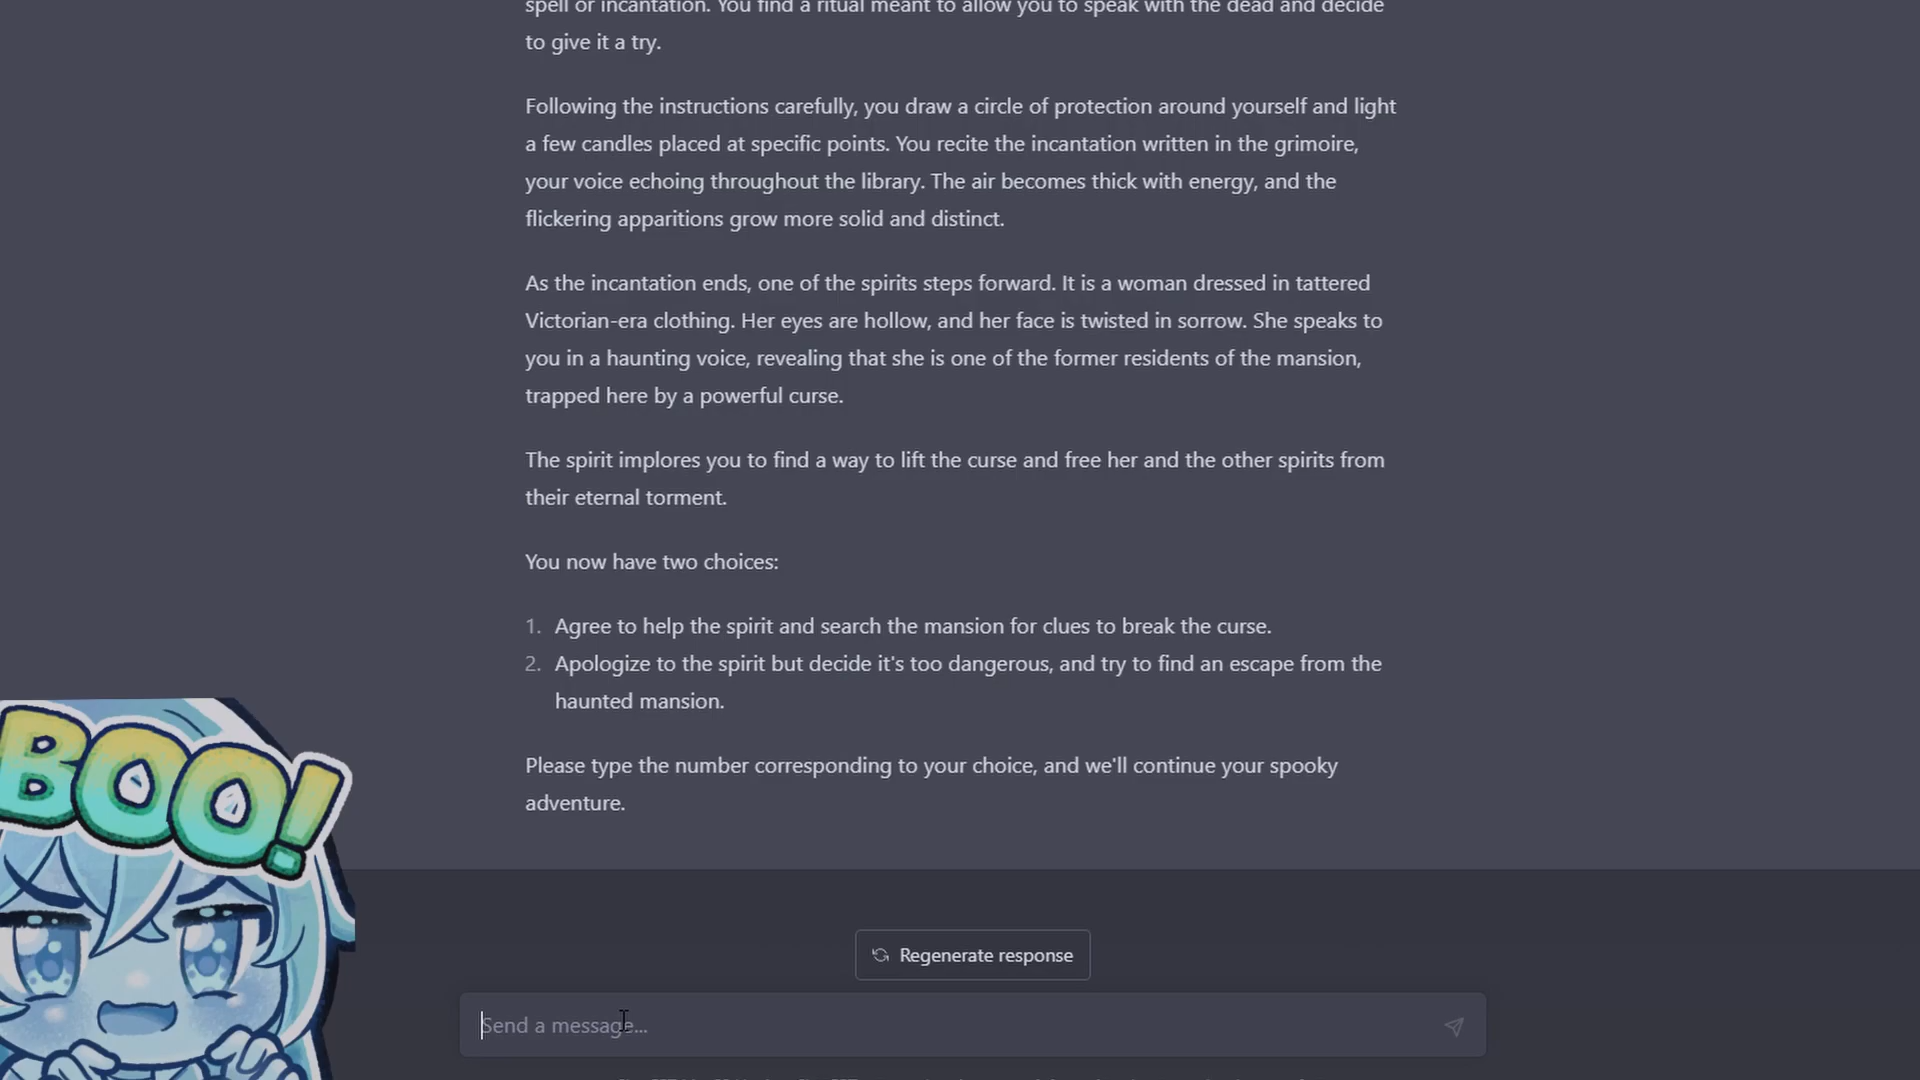 spell or incantation. You find a ritual meant to allow you to speak with the dead and decide
to give it a try.
Following the instructions carefully, you draw a circle of protection around yourself and light
a few candles placed at specific points. You recite the incantation written in the grimoire,
your voice echoing throughout the library. The air becomes thick with energy, and the
flickering apparitions grow more solid and distinct.
As the incantation ends, one of the spirits steps forward. It is a woman dressed in tattered
Victorian-era clothing. Her eyes are hollow, and her face is twisted in sorrow. She speaks to
you in a haunting voice, revealing that she is one of the former residents of the mansion,
trapped here by a powerful curse.
The spirit implores you to find a way to lift the curse and free her and the other spirits from
their eternal torment.
You now have two choices:
1. Agree to help the spirit and search the mansion for clues to break the curse.
2. Apologize to the spirit but decide it's too dangerous, and try to find an escape from the
haunted mansion.
Please type the number corresponding to your choice, and we'll continue your spooky
adventure.
BOO!
Regenerate response
Send a message...